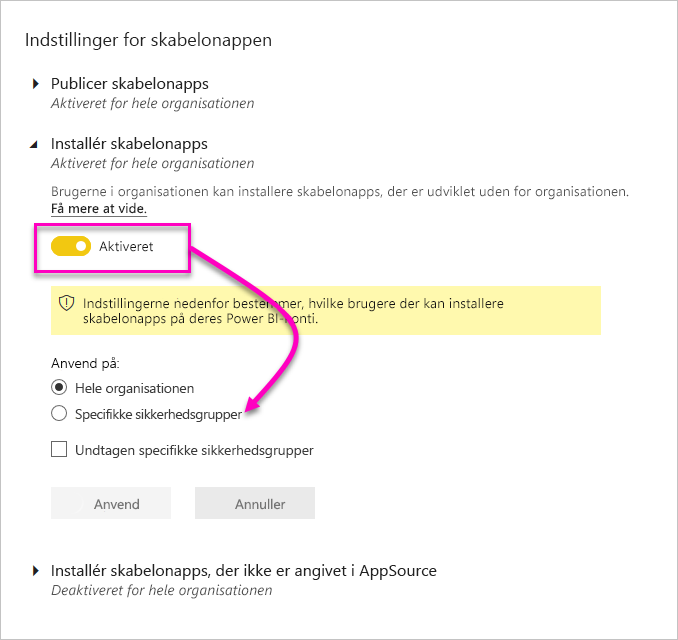 Indstillinger for skabelonappen
Publicer skabelonapps
Aktiveret for hele organisationen
Installér skabelonapps
Aktiveret for hele organisationen
Brugerne i organisationen kan installere skabelonapps, der er udviklet uden for organisationen.
Få mere at vide.
Aktiveret
Indstillingerne nedenfor bestemmer, hvilke brugere der kan installere
skabelonapps på deres Power BI-konti.
Anvend på:
Hele organisationen
Specifikke sikkerhedsgrupper
Undtagen specifikke sikkerhedsgrupper
Anvend
Annuller
Installér skabelonapps, der ikke er angivet i AppSource
Deaktiveret for hele organisationen